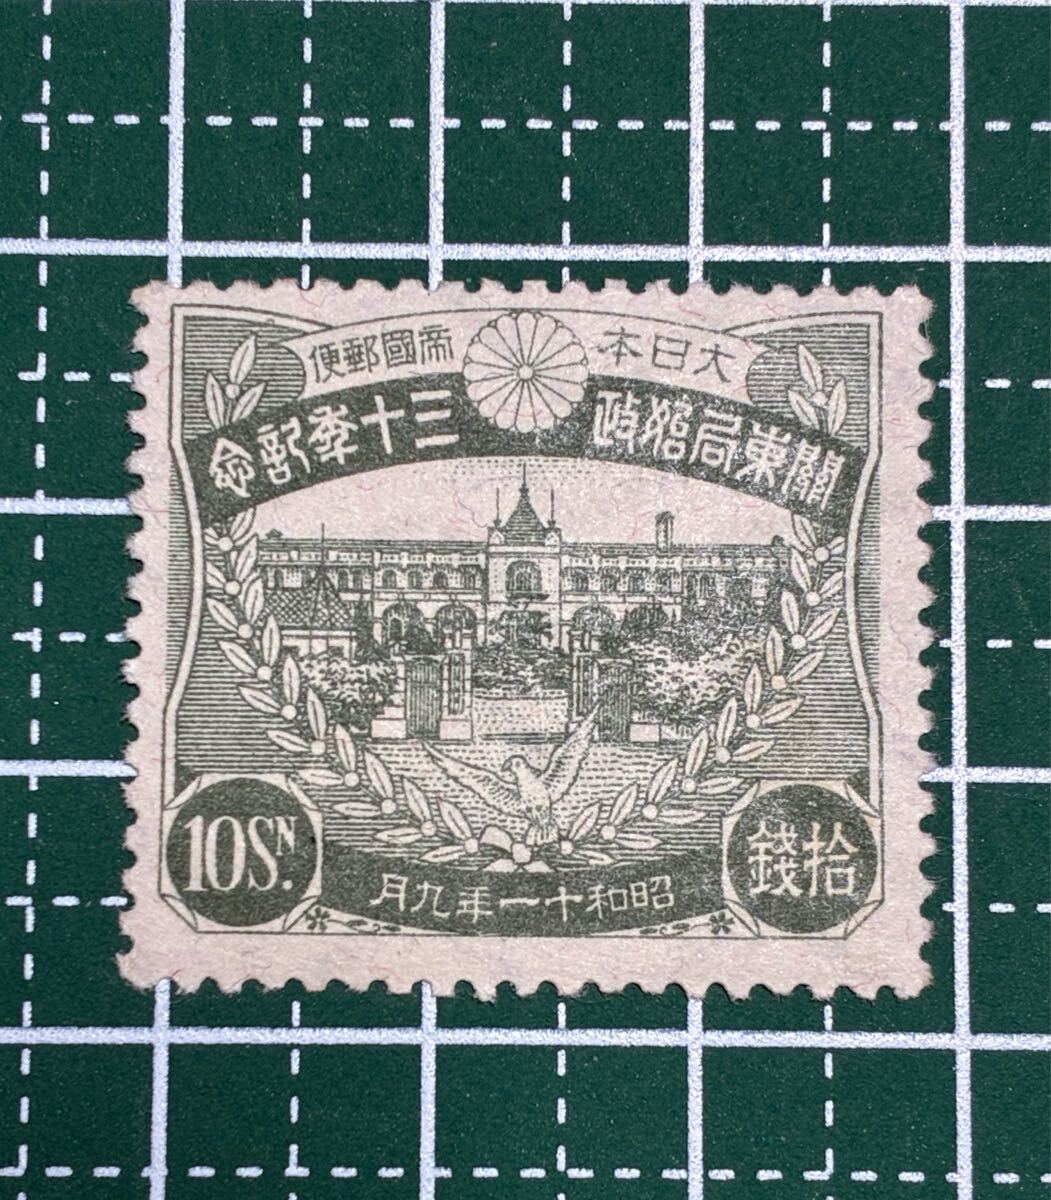 大日本帝國郵便
關東局始政三十年記念
昭和十一年九月
10SN.
拾錢